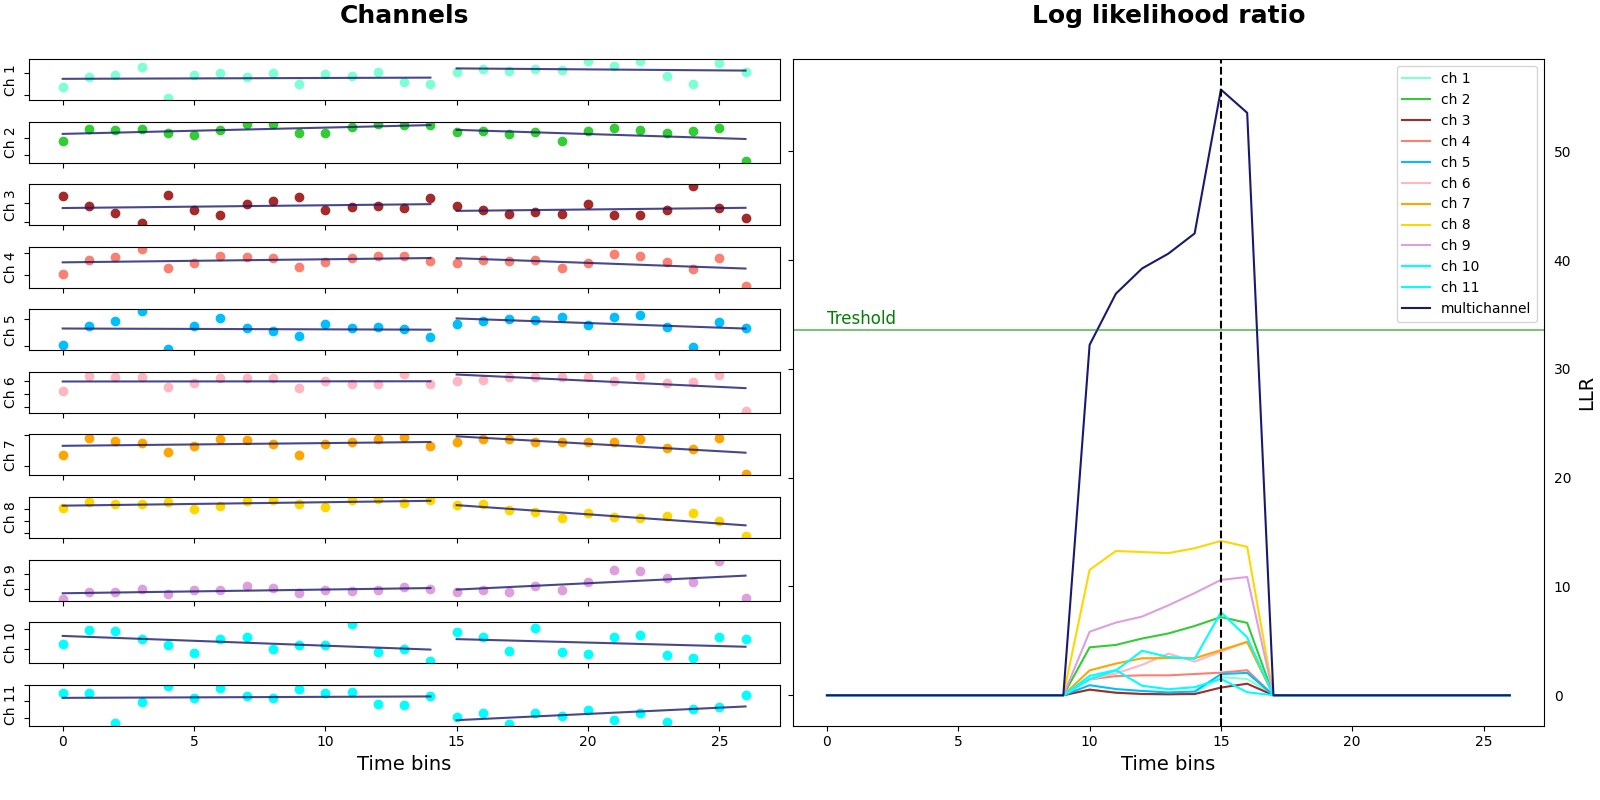 Channels
Ch 1
Ch 2
Ch 3
Ch 4
Ch 5
Ch 6
Ch 7
Ch 8
Ch 9
Ch 10
Ch 11
0 5 10 15 20 25
Time bins
Log likelihood ratio
ch 1
ch 2
ch 3
ch 4
ch 5
ch 6
ch 7
ch 8
ch 9
ch 10
ch 11
multichannel
Treshold
50
40
30
20
10
0
LLR
0 5 10 15 20 25
Time bins